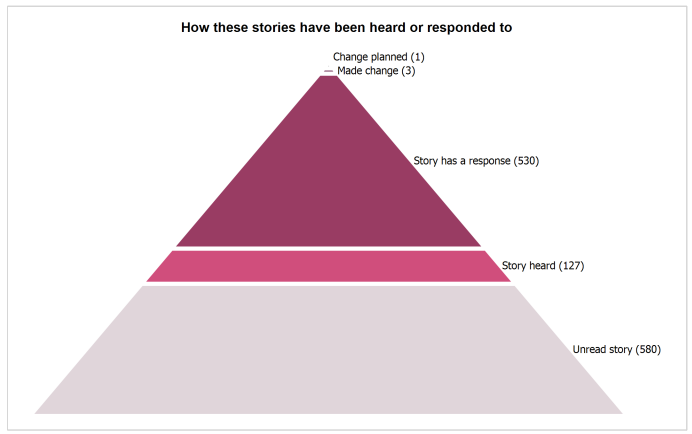 How these stories have been heard or responded to
Change planned (1)
Made change (3)
Story has a response (530)
Story heard (127)
Unread story (580)